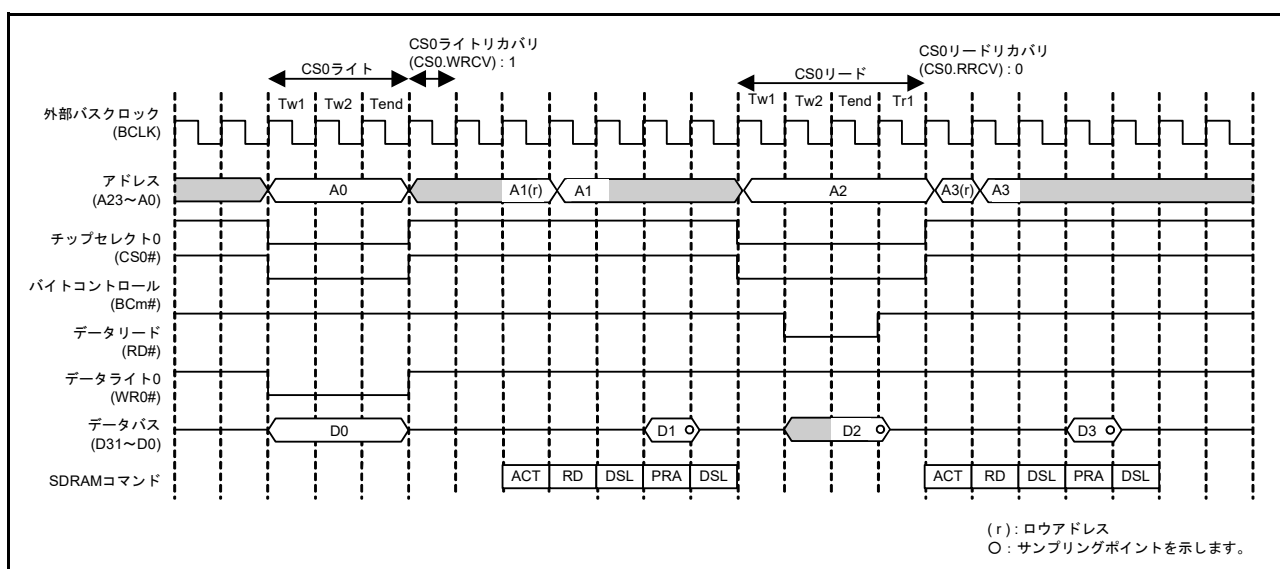 CS0ライトリカバリ
(CS0.WRCV) : 1
CS0リードリカバリ
(CS0.RRCV) : 0
CS0ライト
CS0リード
Tw1 Tw2 Tend
Tw1 Tw2 Tend Tr1
外部バスクロック
(BCLK)
アドレス
(A23～A0)
A0 A1(r) A1 A2 A3(r) A3
チップセレクト0
(CS0#)
バイトコントロール
(BCm#)
データリード
(RD#)
データライト0
(WR0#)
データバス
(D31～D0)
D0 D1 D2 D3
SDRAMコマンド
ACT RD DSL PRA DSL ACT RD DSL PRA DSL
( r ) : ロウアドレス
○ : サンプリングポイントを示します。